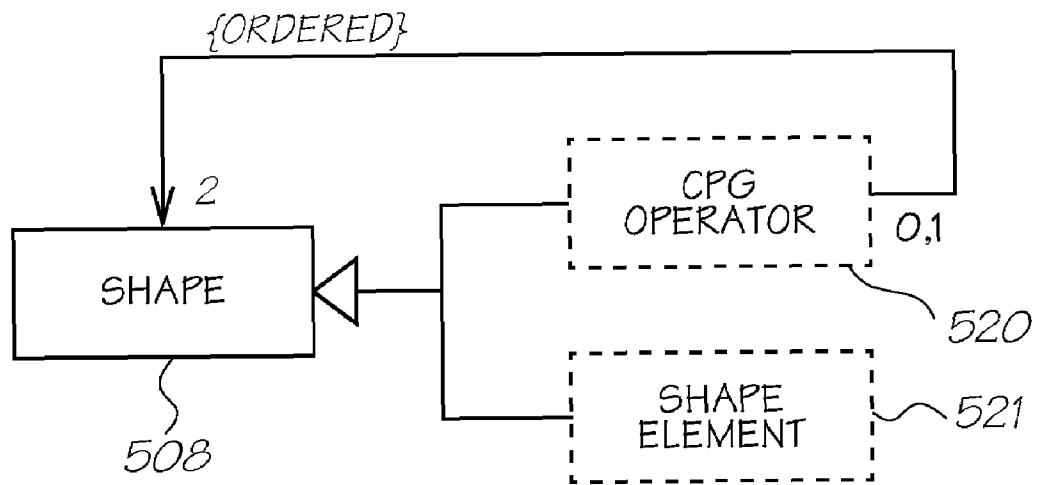 {ORDERED}
2
CPG
OPERATOR
0,1
SHAPE
520
SHAPE
ELEMENT
521
508